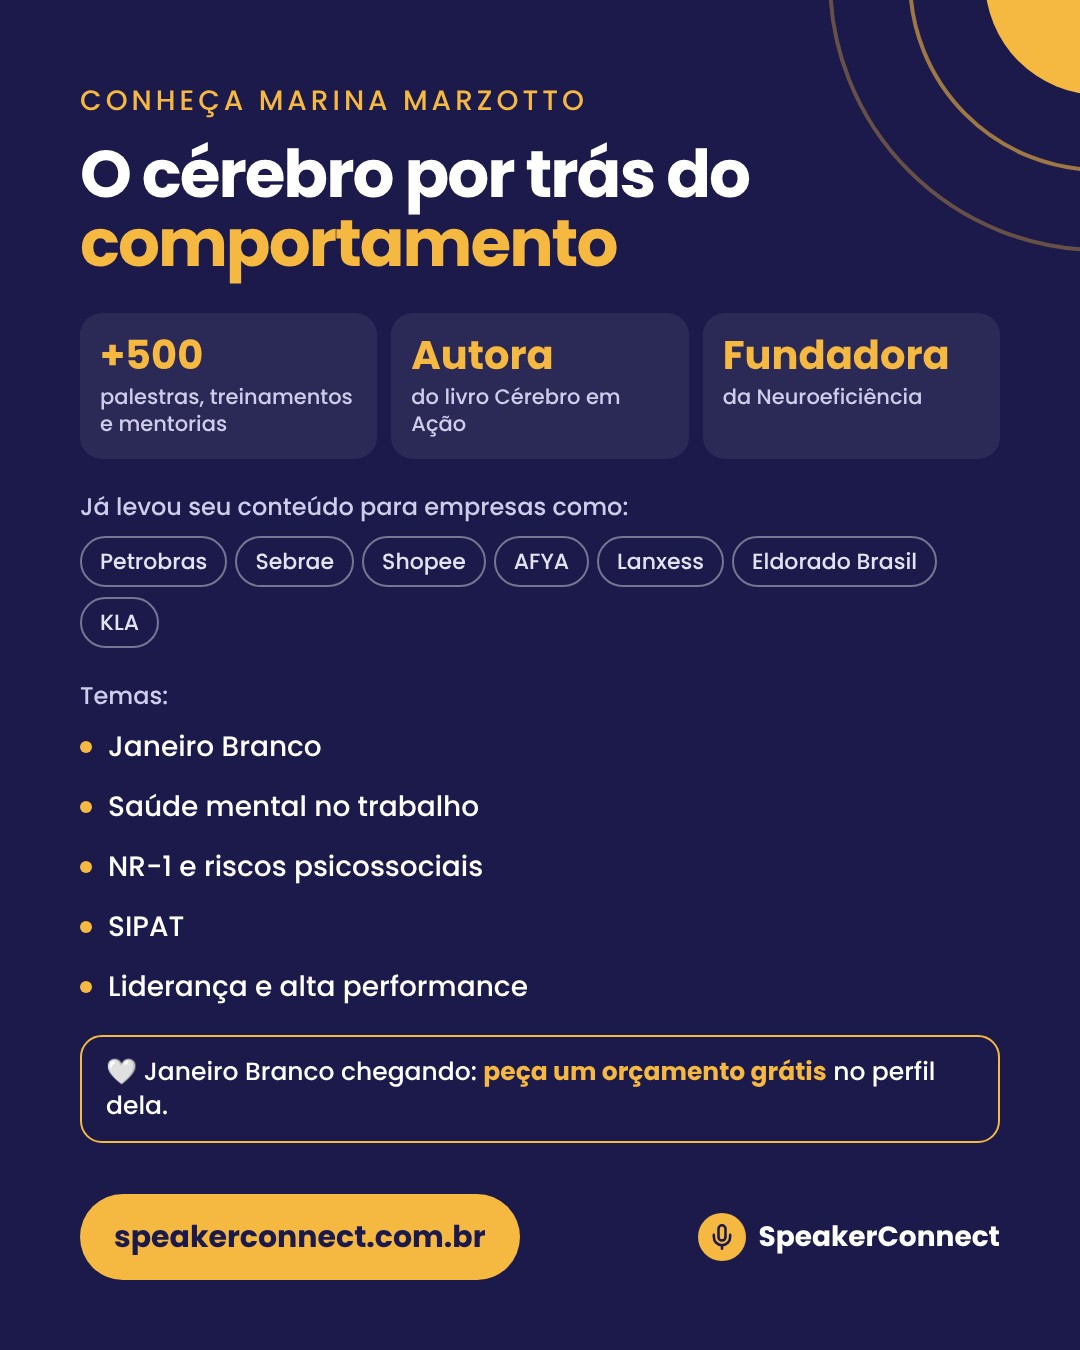 CONHEÇA MARINA MARZOTTO
O cérebro por trás do
comportamento
+500
palestras, treinamentos
e mentorias
Autora
do livro Cérebro em
Ação
Fundadora
da Neuroeficiência
Já levou seu conteúdo para empresas como:
Petrobras Sebrae Shopee AFYA Lanxess Eldorado Brasil
KLA
Temas:
Janeiro Branco
Saúde mental no trabalho
NR-1 e riscos psicossociais
SIPAT
Liderança e alta performance
🤍 Janeiro Branco chegando: peça um orçamento grátis no perfil
dela.
speakerconnect.com.br
SpeakerConnect